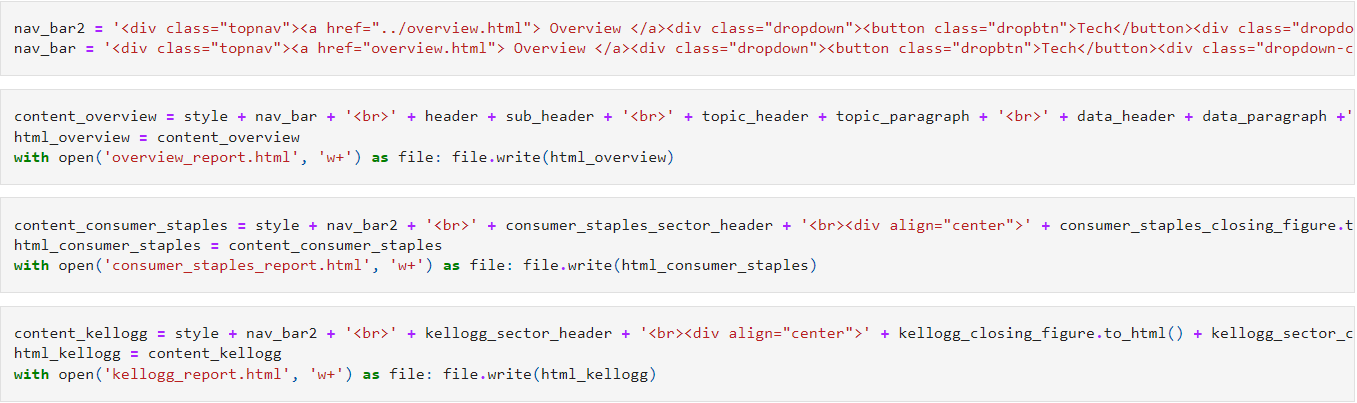 nav_bar2 = '<div class="topnav"><a href="../overview.html"> Overview </a><div class="dropdown"><button class="dropbtn">Tech</button><div class="dropdo
nav_bar = '<div class="topnav"><a href="overview.html"> Overview </a><div class="dropdown"><button class="dropbtn">Tech</button><div class="dropdown-c
content_overview = style + nav_bar + '<br>' + header + sub_header + '<br>' + topic_header + topic_paragraph + '<br>' + data_header + data_paragraph +'
html_overview = content_overview
with open('overview_report.html', 'w+') as file: file.write(html_overview)
content_consumer_staples = style + nav_bar2 + '<br>' + consumer_staples_sector_header + '<br><div align="center">' + consumer_staples_closing_figure.t
html_consumer_staples = content_consumer_staples
with open('consumer_staples_report.html', 'w+') as file: file.write(html_consumer_staples)
content_kellogg = style + nav_bar2 + '<br>' + kellogg_sector_header + '<br><div align="center">' + kellogg_closing_figure.to_html() + kellogg_sector_c
html_kellogg = content_kellogg
with open('kellogg_report.html', 'w+') as file: file.write(html_kellogg)